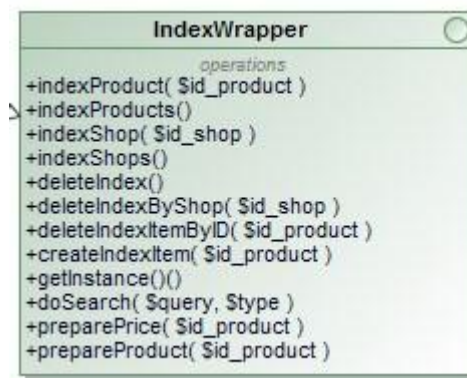 IndexWrapper
operations
+indexProduct( $id_product )
+indexProducts()
+indexShop( $id_shop )
+indexShops()
+deleteIndex()
+deleteIndexByShop( $id_shop )
+deleteIndexItemByID( $id_product )
+createIndexItem( $id_product )
+getInstance()()
+doSearch( $query, $type )
+preparePrice( $id_product )
+prepareProduct( $id_product )